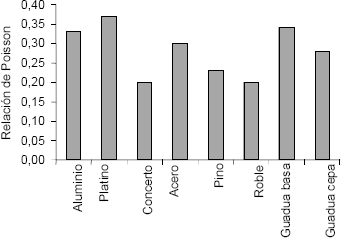 Relación de Poisson
0,40
0,35
0,30
0,25
0,20
0,15
0,10
0,05
0,00
Aluminio
Platino
Concerto
Acero
Pino
Roble
Guadua basa
Guadua cepa